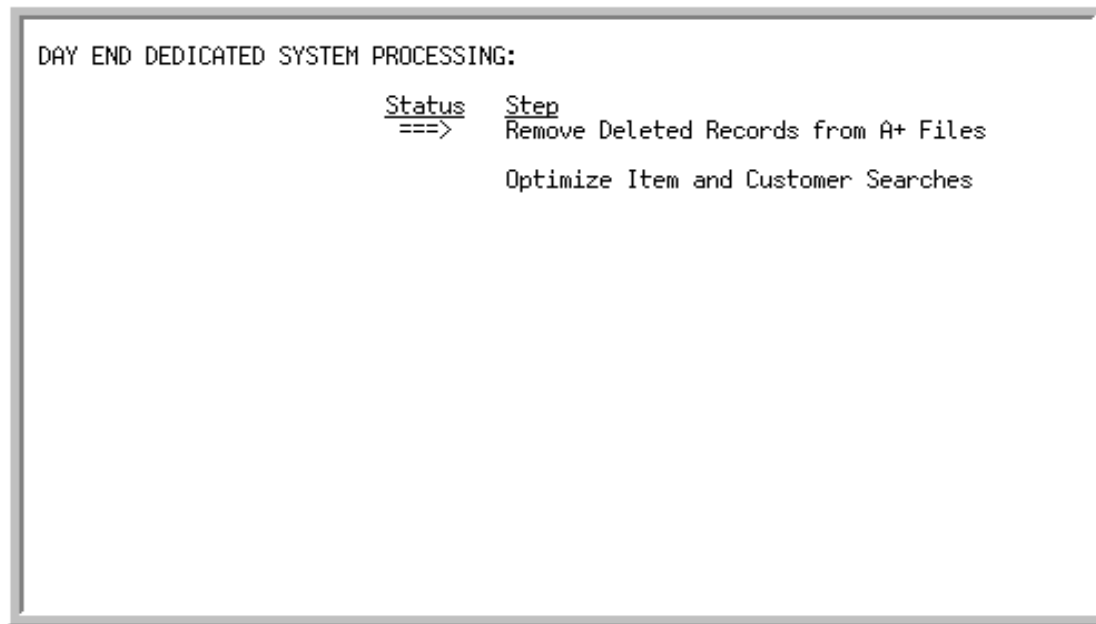 DAY END DEDICATED SYSTEM PROCESSING:
Status Step
===> Remove Deleted Records from A+ Files
Optimize Item and Customer Searches